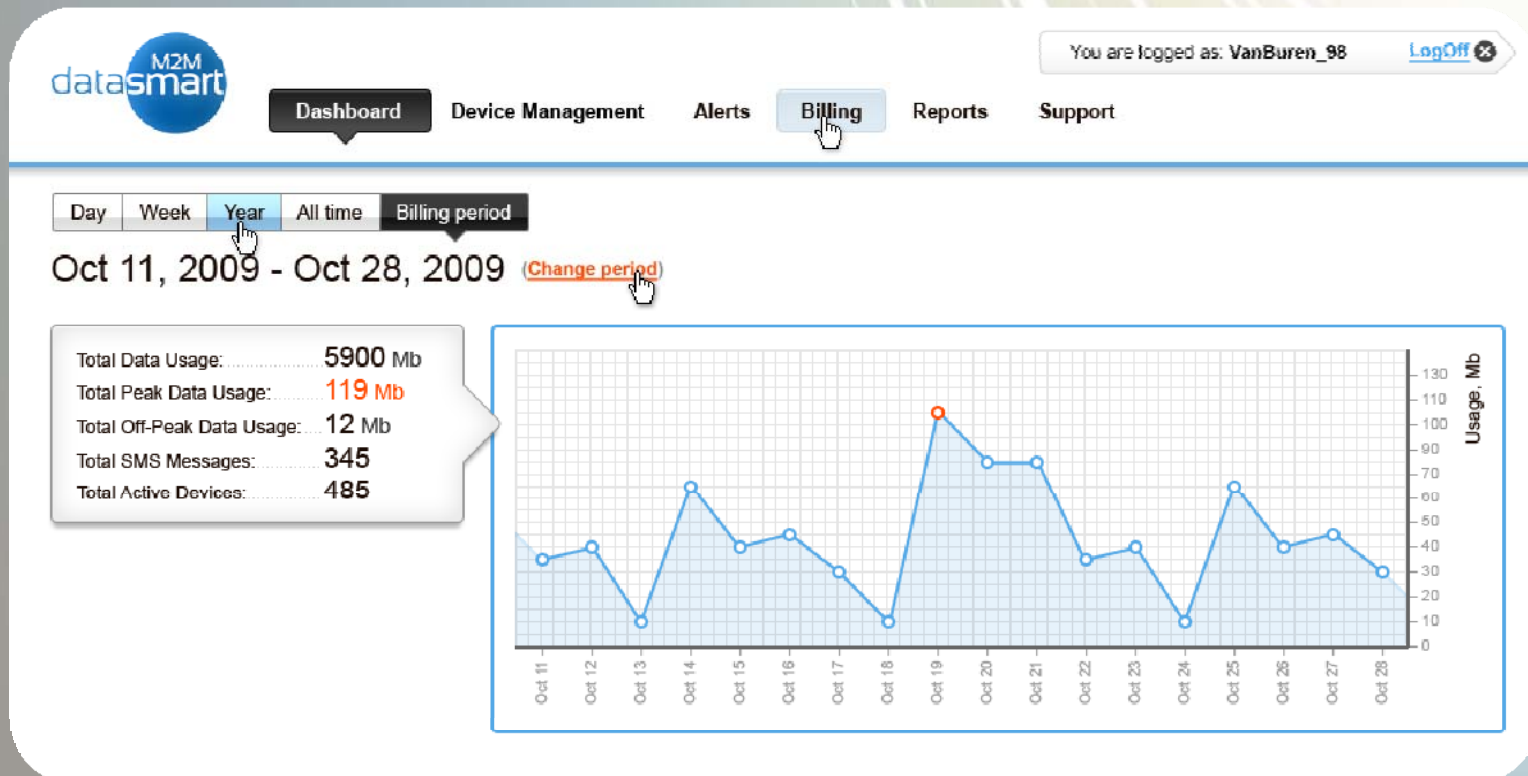 M2M
datasmart
You are logged as: VanBuren_98 LogOff
Dashboard Device Management Alerts Billing Reports Support
Day Week Year All time Billing period
Oct 11, 2009 - Oct 28, 2009 (Change period)
Total Data Usage: 5900 Mb
Total Peak Data Usage: 119 Mb
Total Off-Peak Data Usage: 12 Mb
Total SMS Messages: 345
Total Active Devices: 485
130
110
100
90
70
60
50
40
30
20
10
0
Usage, Mb
Oct 11 Oct 12 Oct 13 Oct 14 Oct 15 Oct 16 Oct 17 Oct 18 Oct 19 Oct 20 Oct 21 Oct 22 Oct 23 Oct 24 Oct 25 Oct 26 Oct 27 Oct 28